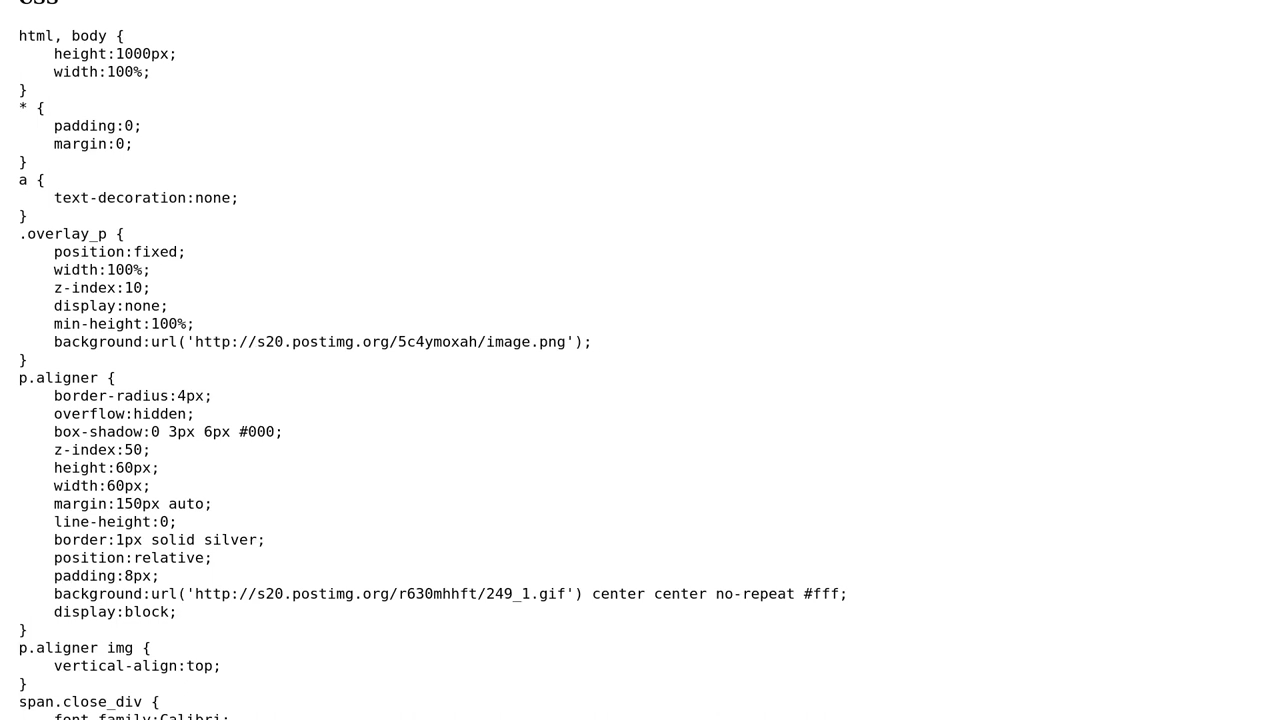 css
html, body {
    height:1000px;
    width:100%;
}
* {
    padding:0;
    margin:0;
}
a {
    text-decoration:none;
}
.overlay_p {
    position:fixed;
    width:100%;
    z-index:10;
    display:none;
    min-height:100%;
    background:url('http://s20.postimg.org/5c4ymoxah/image.png');
}
p.aligner {
    border-radius:4px;
    overflow:hidden;
    box-shadow:0 3px 6px #000;
    z-index:50;
    height:60px;
    width:60px;
    margin:150px auto;
    line-height:0;
    border:1px solid silver;
    position:relative;
    padding:8px;
    background:url('http://s20.postimg.org/r630mhhft/249_1.gif') center center no-repeat #fff;
    display:block;
}
p.aligner img {
    vertical-align:top;
}
span.close_div {
    font-family:Calibri;